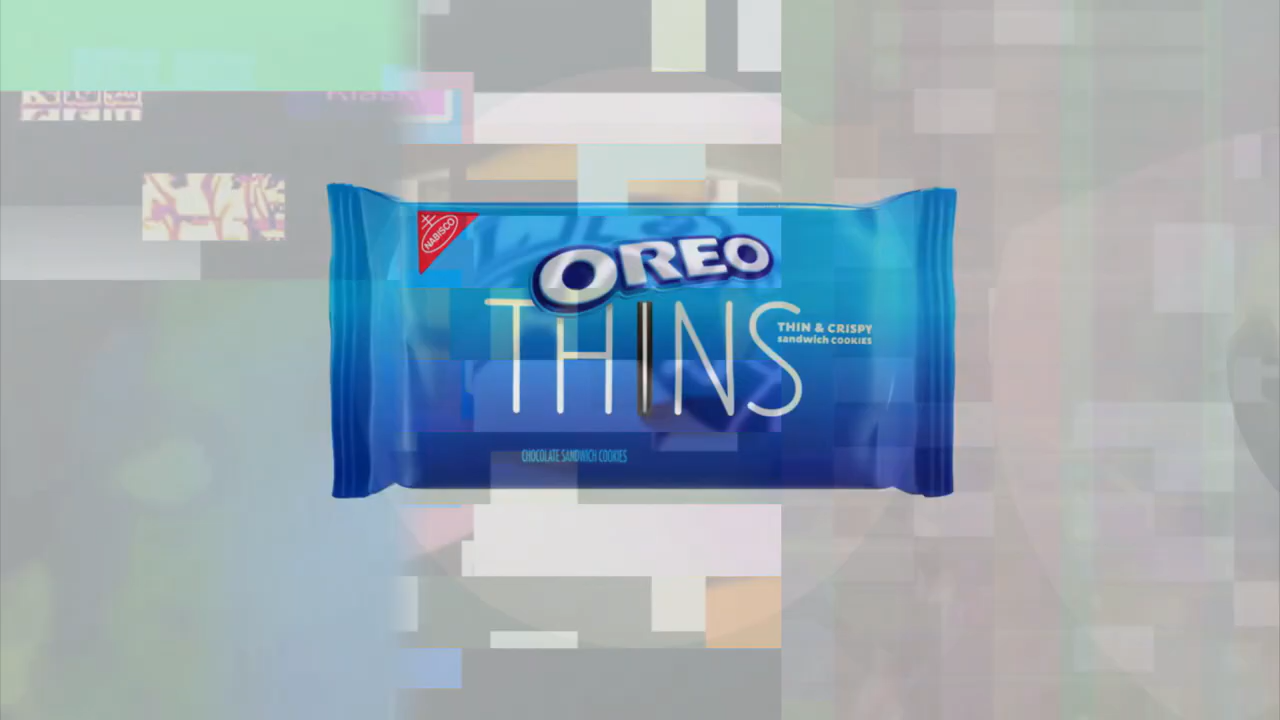 NABISCO
OREO
THINS
THIN & CRISPY
sandwich COOKIES
CHOCOLATE SANDWICH COOKIES